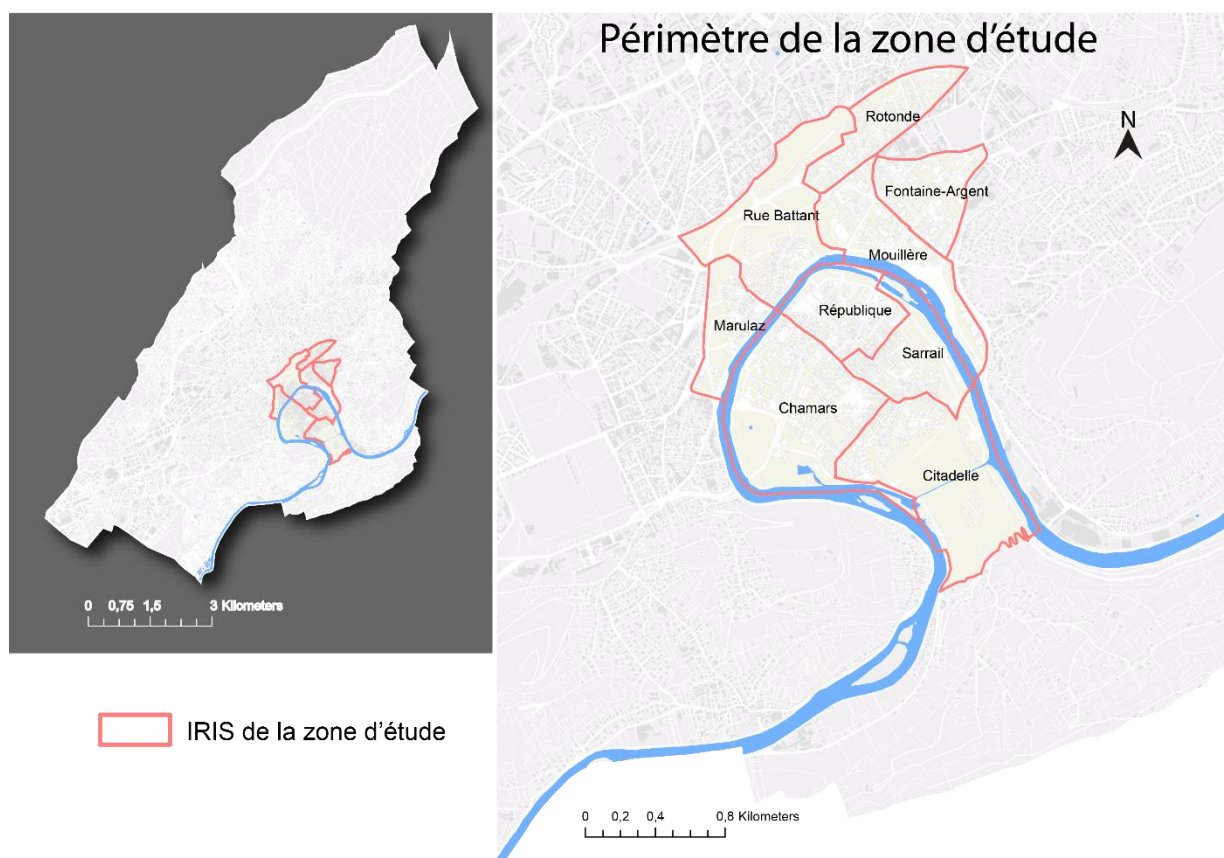 Périmètre de la zone d'étude
N
Rotonde
Fontaine-Argent
Rue Battant
Mouillère
République
Marulaz
Sarrail
Chamars
Citadelle
0 0,75 1,5 3 Kilometers
IRIS de la zone d'étude
0 0,2 0,4 0,8 Kilometers